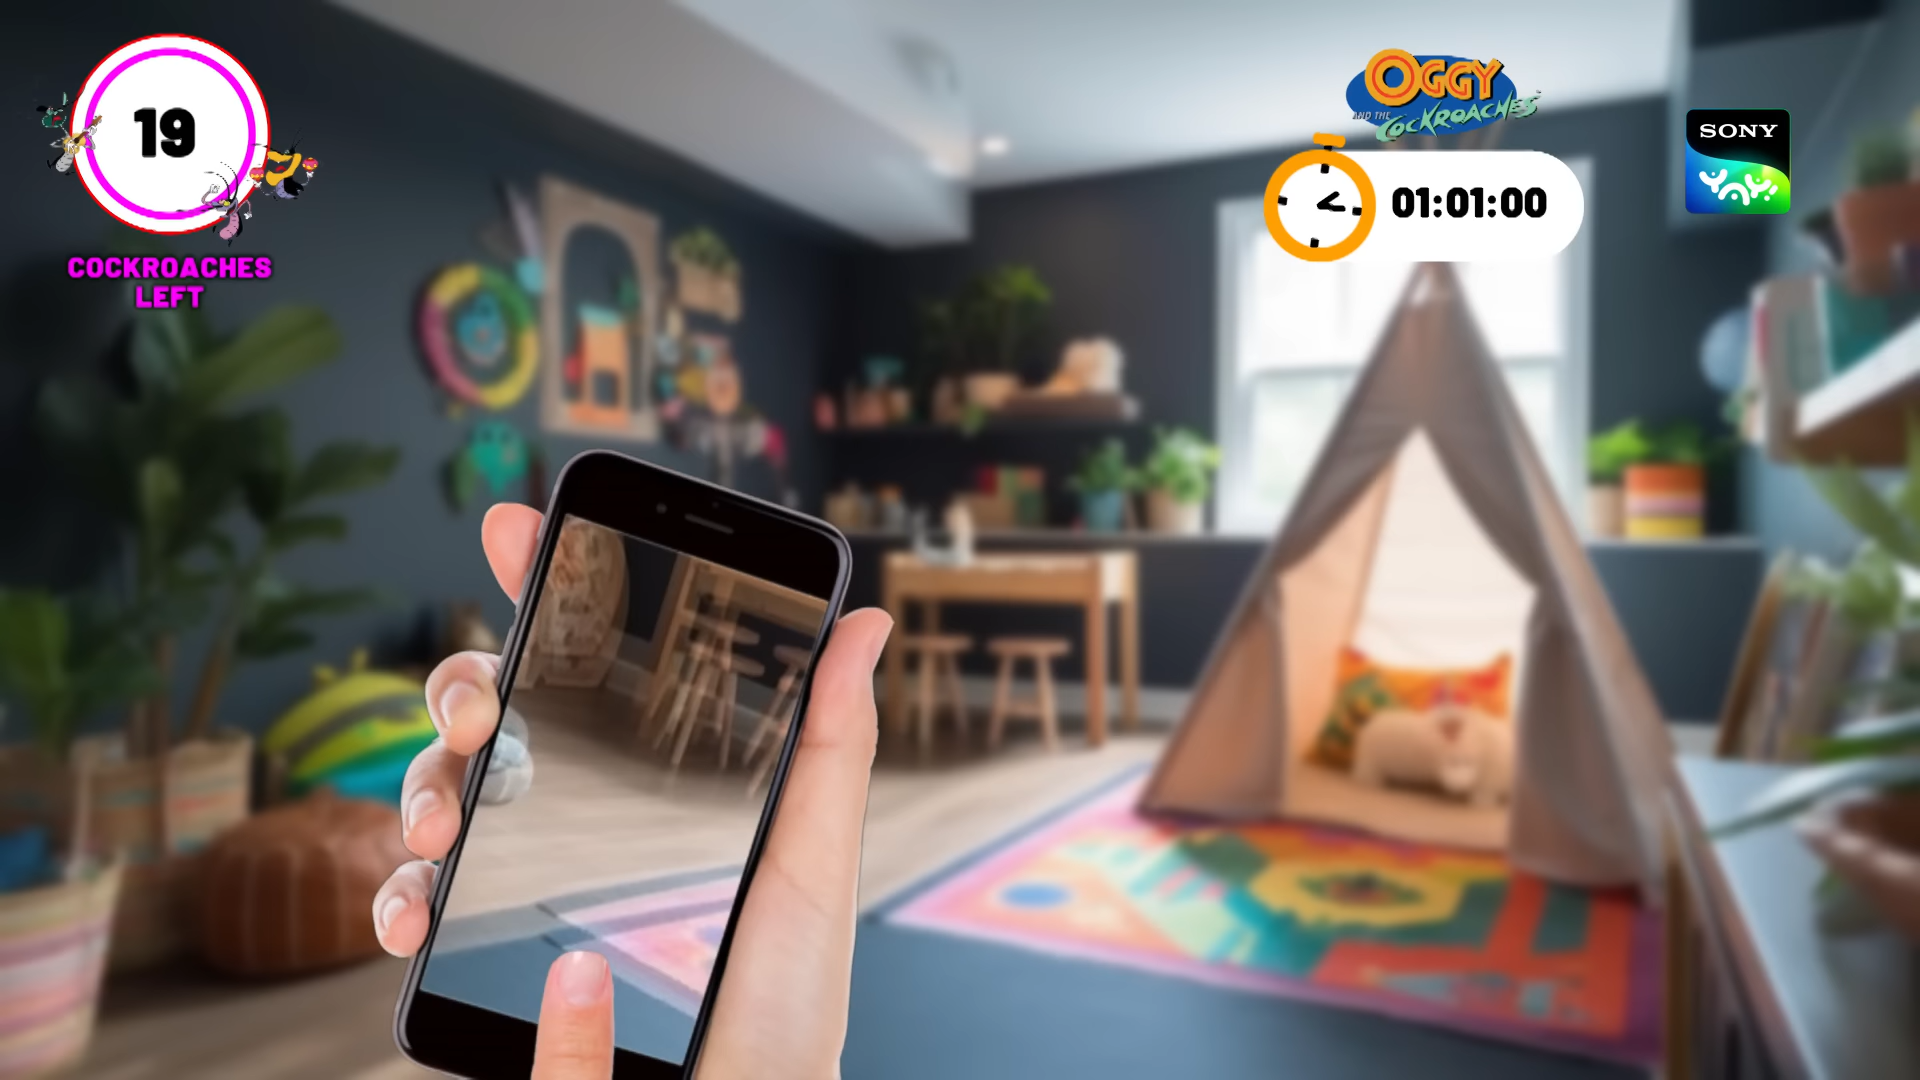 19
COCKROACHES
LEFT
OGGY
AND THE
COCKROACHES
01:01:00
SONY
YAY!